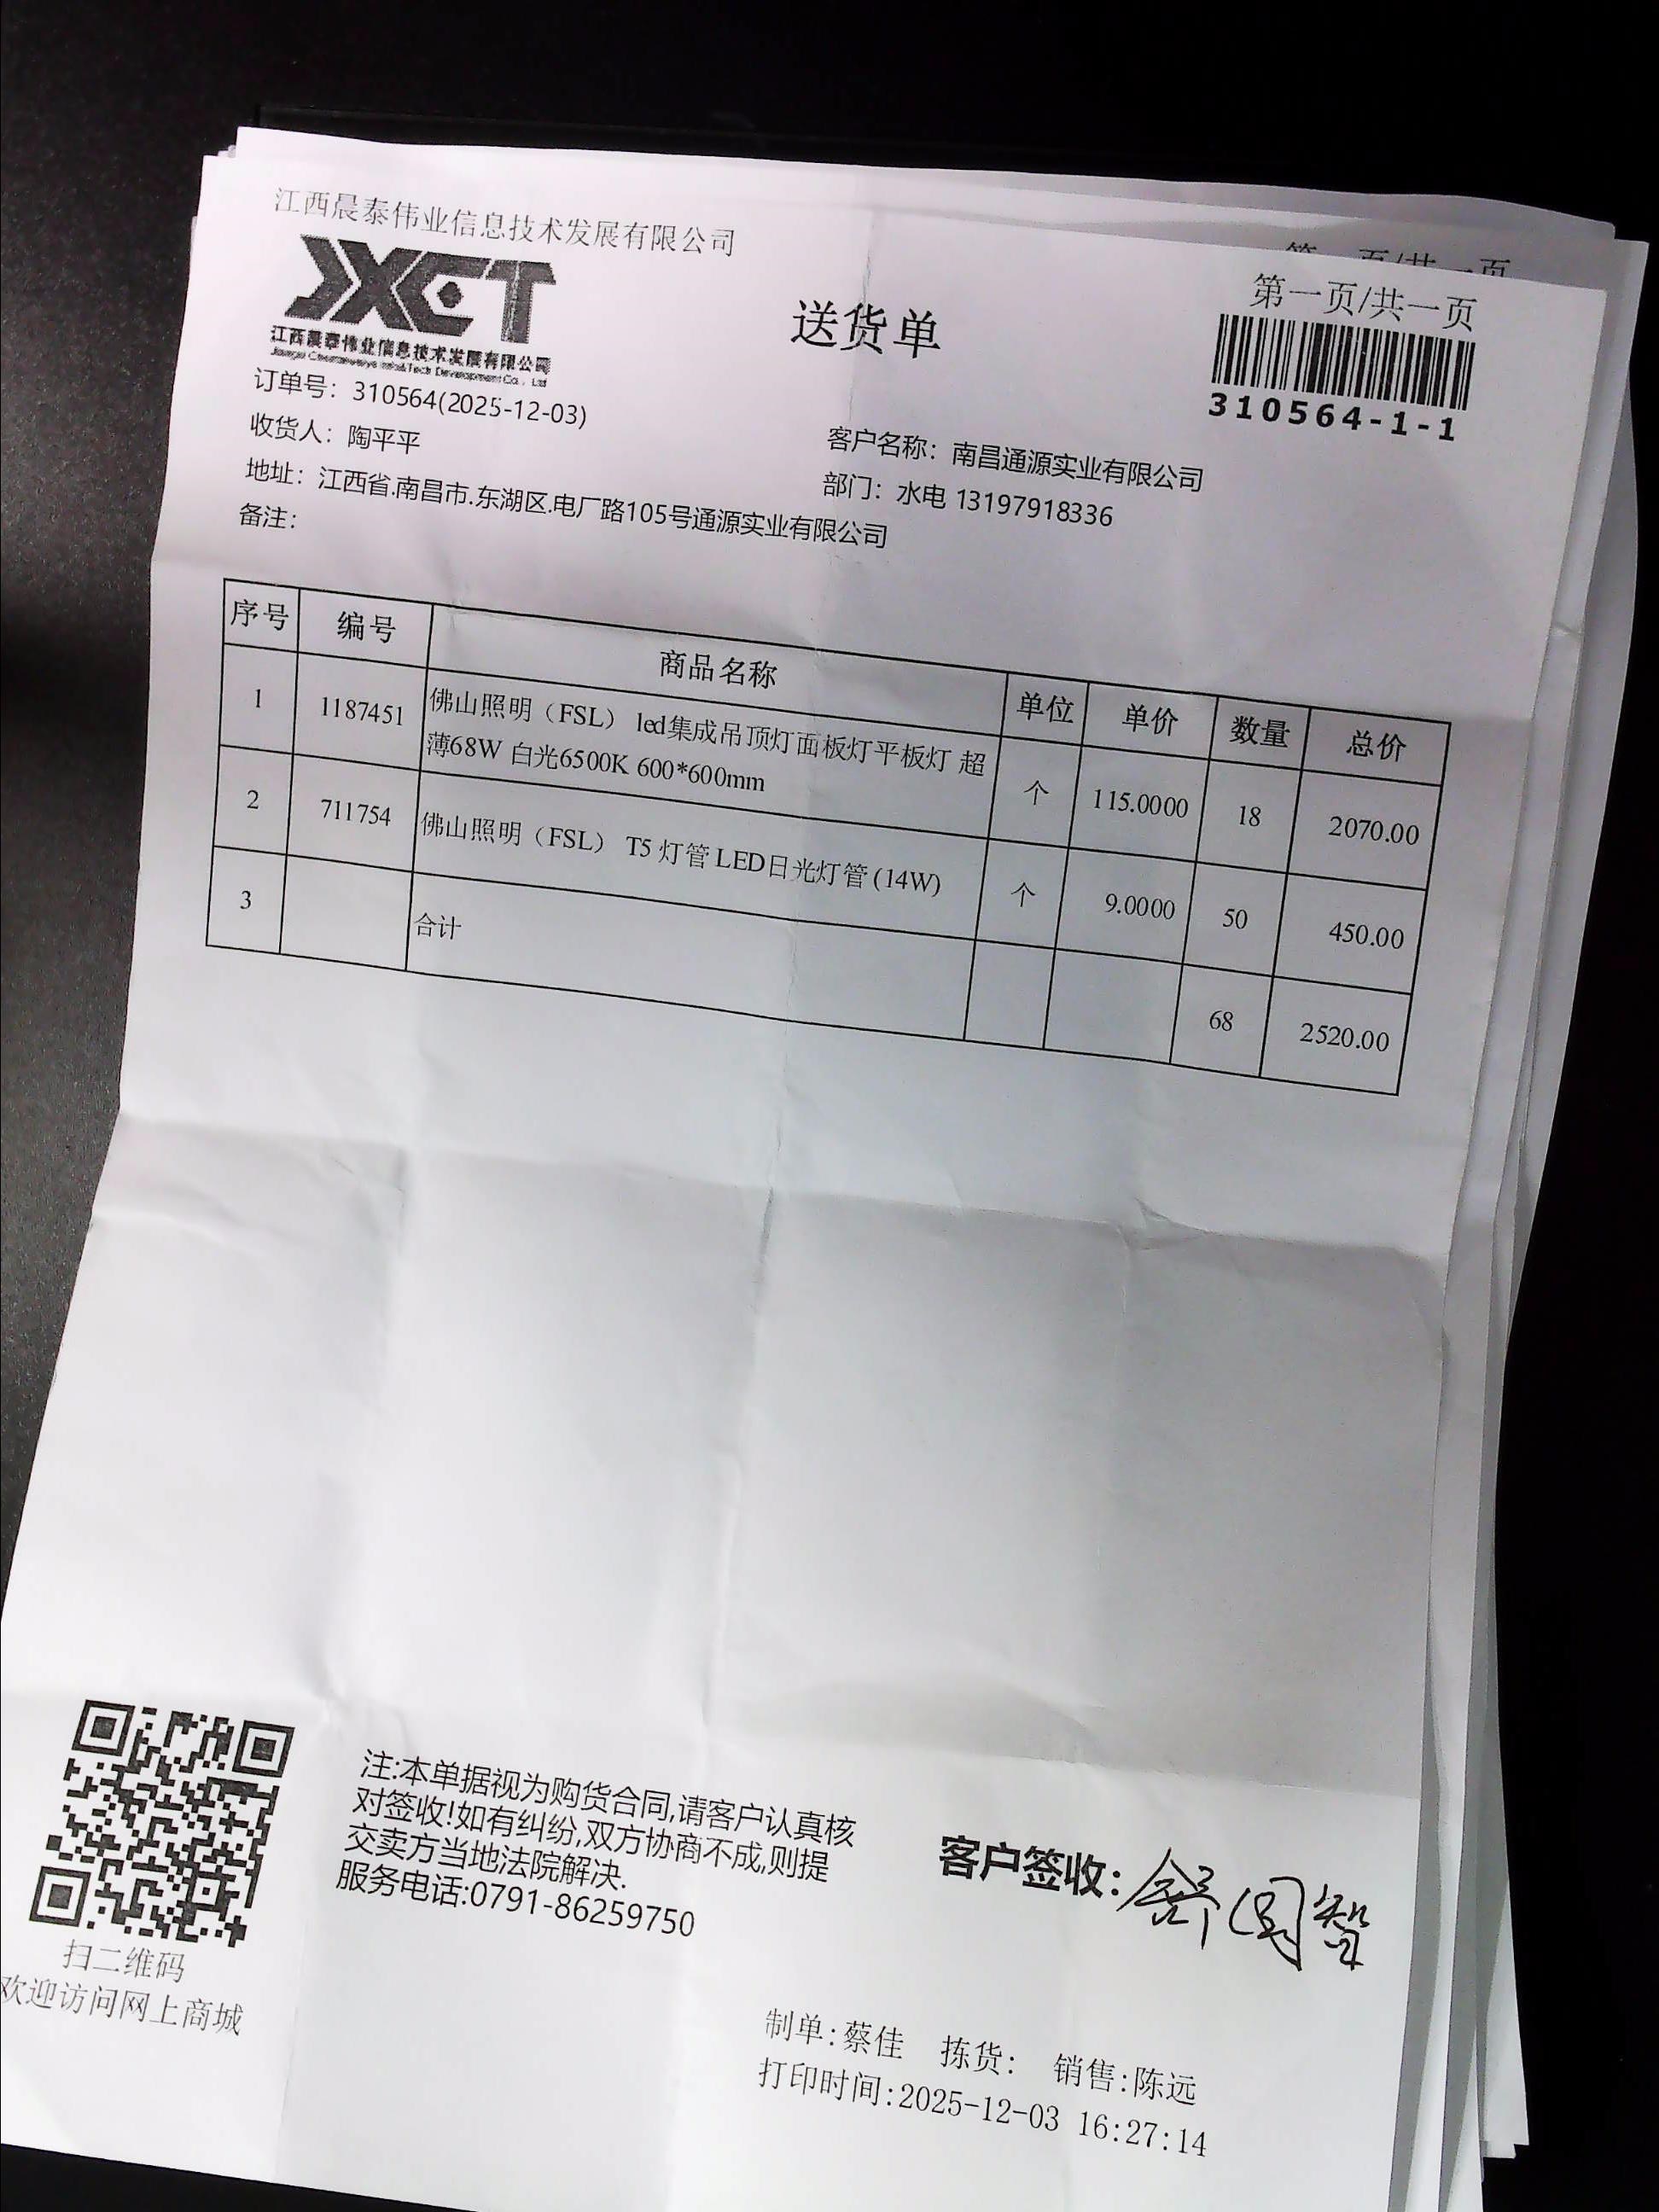 江西晨泰伟业信息技术发展有限公司
第一页/共一页
JXCT
江西晨泰伟业信息技术发展有限公司
送货单
310564-1-1
订单号：310564(2025-12-03)
收货人：陶平平
客户名称：南昌通源实业有限公司
地址：江西省.南昌市.东湖区.电厂路105号通源实业有限公司
部门：水电 13197918336
备注：
序号 编号 商品名称 单位 单价 数量 总价
1 1187451 佛山照明（FSL） led集成吊顶灯面板灯平板灯 超
薄68W 白光6500K 600*600mm 个 115.0000 18 2070.00
2 711754 佛山照明（FSL） T5 灯管 LED日光灯管 (14W) 个 9.0000 50 450.00
3 合计 68 2520.00
注:本单据视为购货合同,请客户认真核
对签收!如有纠纷,双方协商不成,则提
交卖方当地法院解决.
服务电话:0791-86259750
客户签收:
扫二维码
欢迎访问网上商城
制单:蔡佳 拣货: 销售:陈远
打印时间:2025-12-03 16:27:14